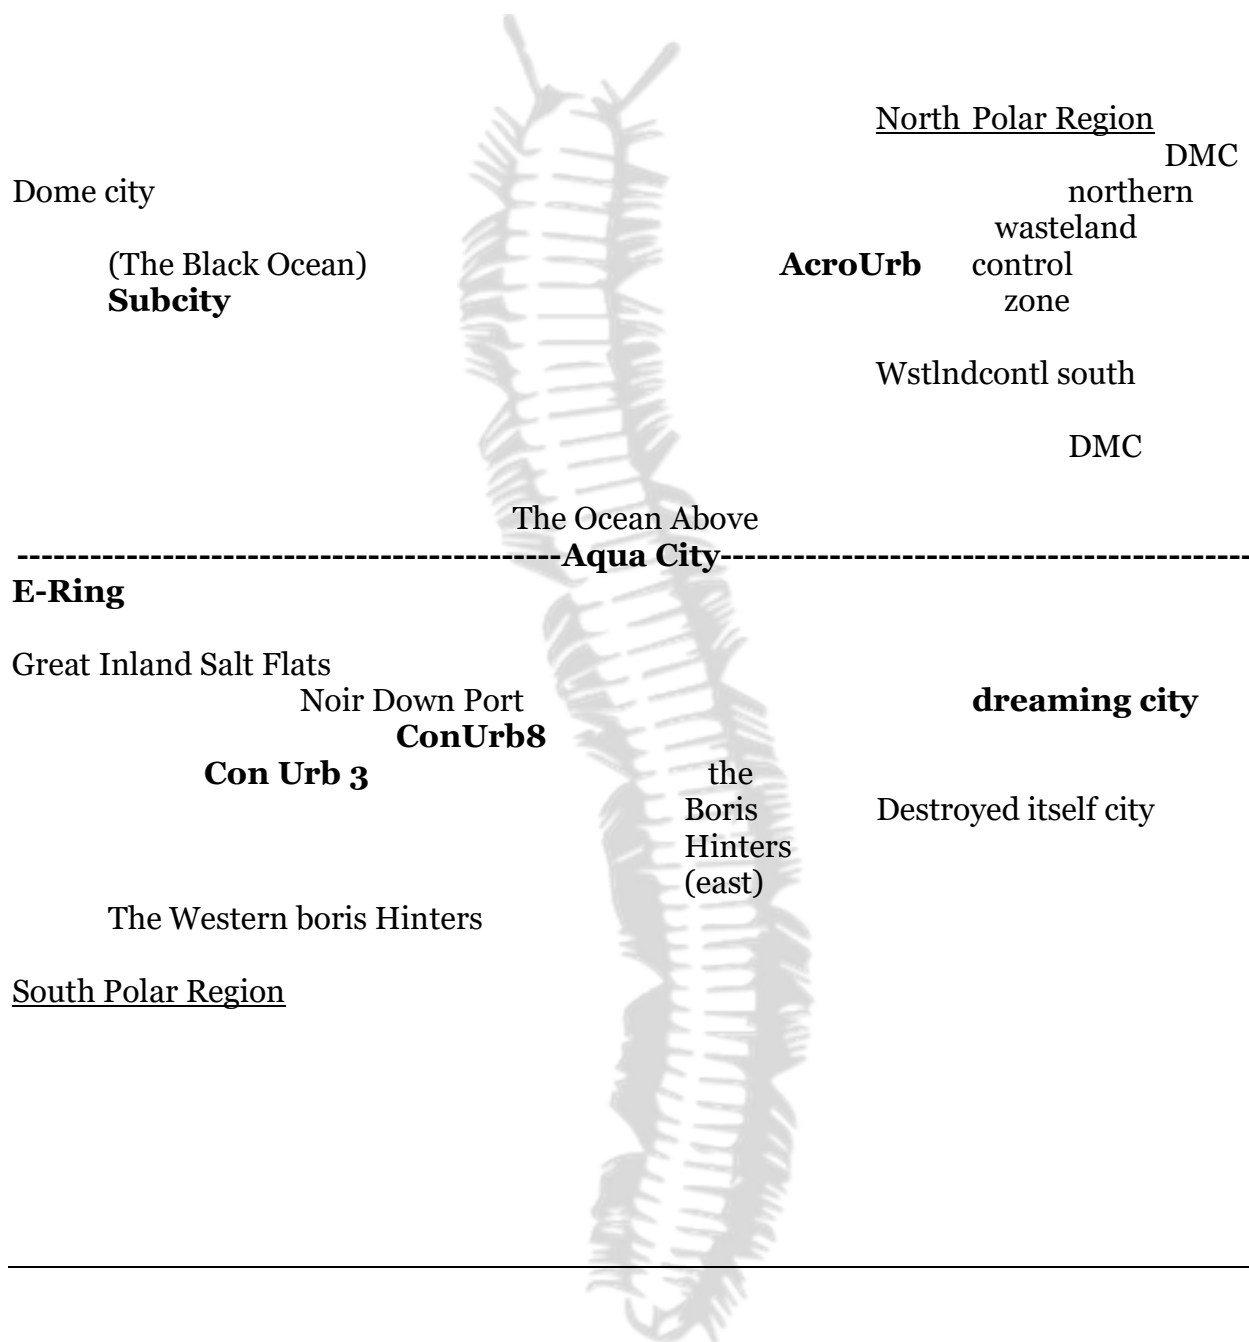 North Polar Region
DMC
Dome city northern
wasteland
(The Black Ocean) AcroUrb control
Subcity zone
Wstlndcontl south
DMC
The Ocean Above
---------------------------------------------Aqua City--------------------------------------------
E-Ring
Great Inland Salt Flats
Noir Down Port dreaming city
ConUrb8
Con Urb 3 the
Boris Destroyed itself city
Hinters
(east)
The Western boris Hinters
South Polar Region